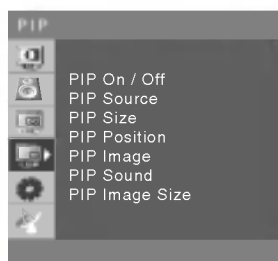 PIP
PIP On / Off
PIP Source
PIP Size
PIP Position
PIP Image
PIP Sound
PIP Image Size